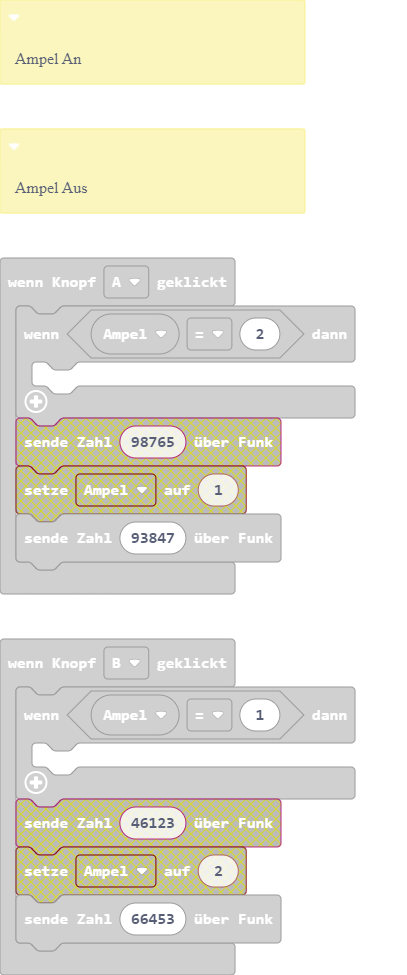 Ampel An
Ampel Aus
wenn Knopf A geklickt
wenn Ampel = 2 dann
sende Zahl 98765 über Funk
setze Ampel auf 1
sende Zahl 93847 über Funk
wenn Knopf B geklickt
wenn Ampel = 1 dann
sende Zahl 46123 über Funk
setze Ampel auf 2
sende Zahl 66453 über Funk